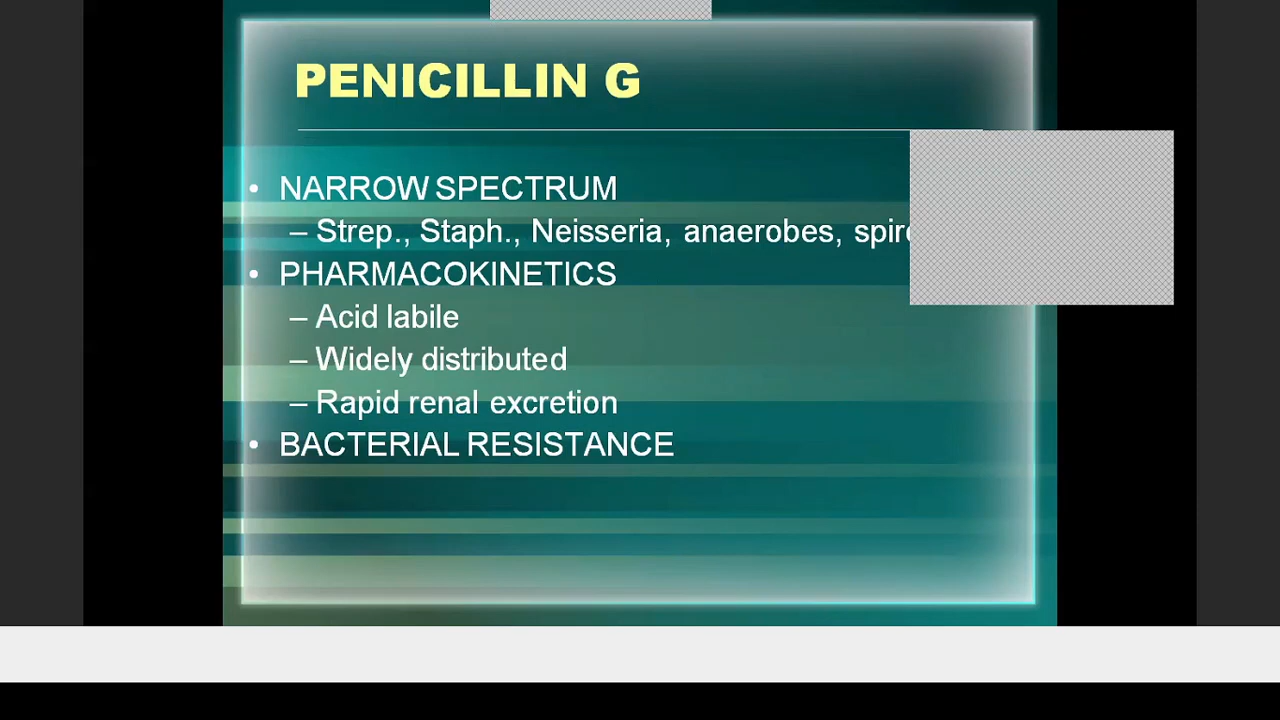 PENICILLIN G
• NARROW SPECTRUM
– Strep., Staph., Neisseria, anaerobes,
• PHARMACOKINETICS
– Acid labile
– Widely distributed
– Rapid renal excretion
• BACTERIAL RESISTANCE